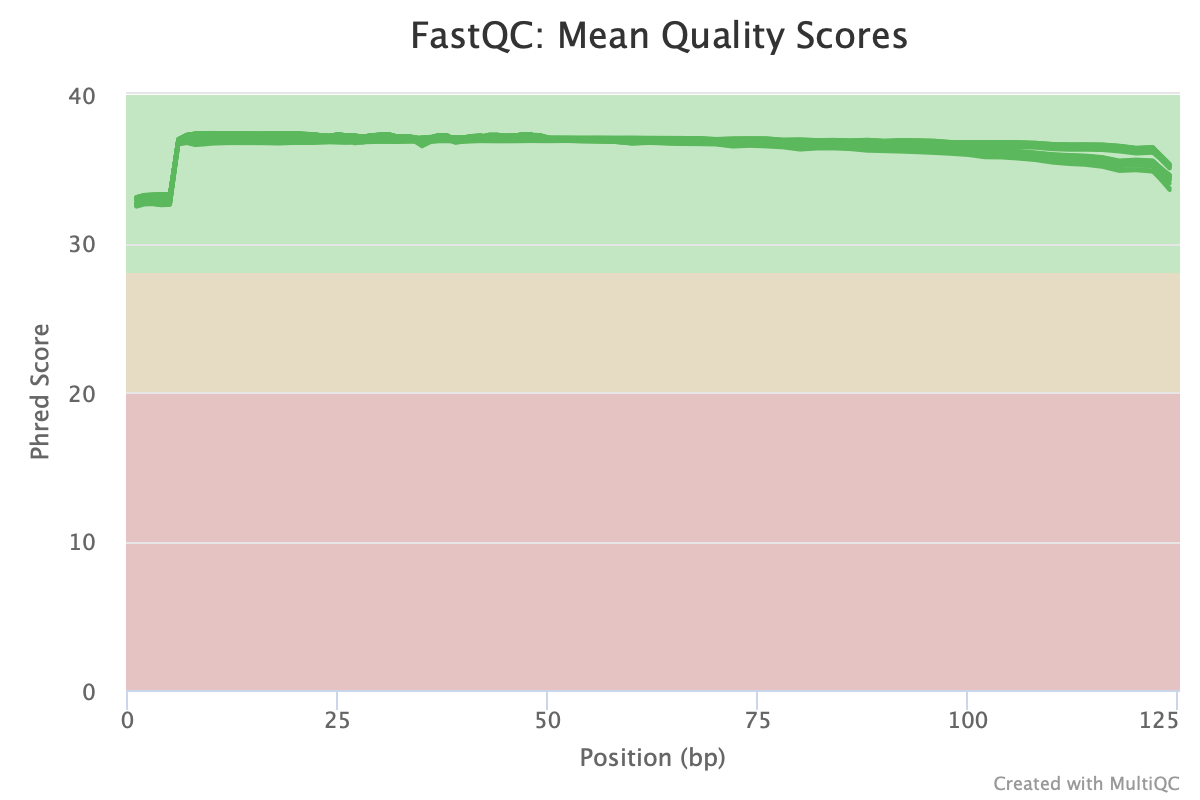 FastQC: Mean Quality Scores
40
30
20
10
0
Phred Score
0 25 50 75 100 125
Position (bp)
Created with MultiQC